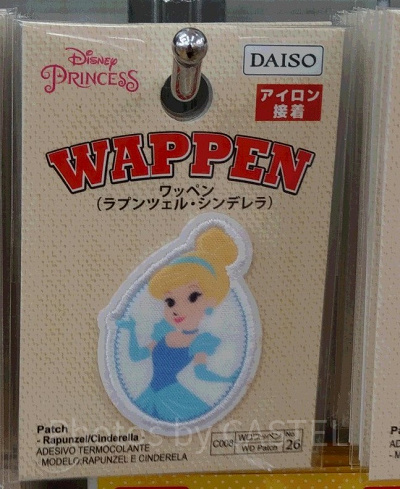 Disney
PRINCESS
DAISO
アイロン
接着
WAPPEN
ワッペン
(ラプンツェル・シンデレラ)
Patch
- Rapunzel/Cinderella -
ADESIVO TERMOCOLANTE
- MODELO:RAPUNZEL E CINDERELA
C008
WDワッペン
WD Patch
No
26